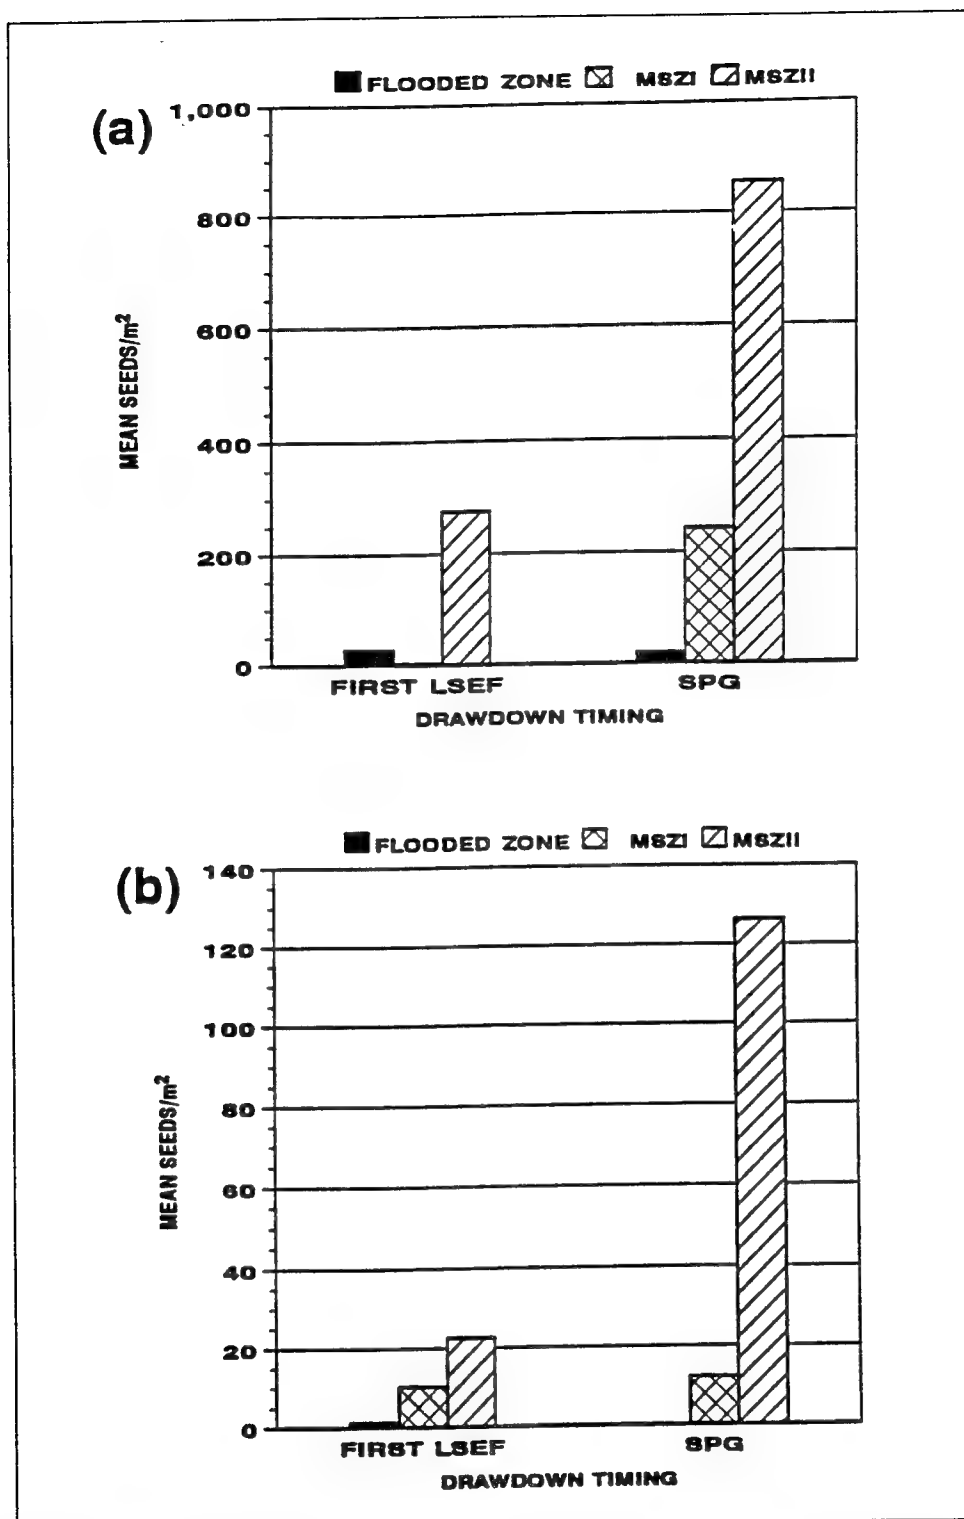 FLOODED ZONE MSZI MSZII
(a)
1,000
800
600
400
200
0
MEAN SEEDS/m²
FIRST LSEF SPG
DRAWDOWN TIMING
FLOODED ZONE MSZI MSZII
(b)
140
120
100
80
60
40
20
0
MEAN SEEDS/m²
FIRST LSEF SPG
DRAWDOWN TIMING